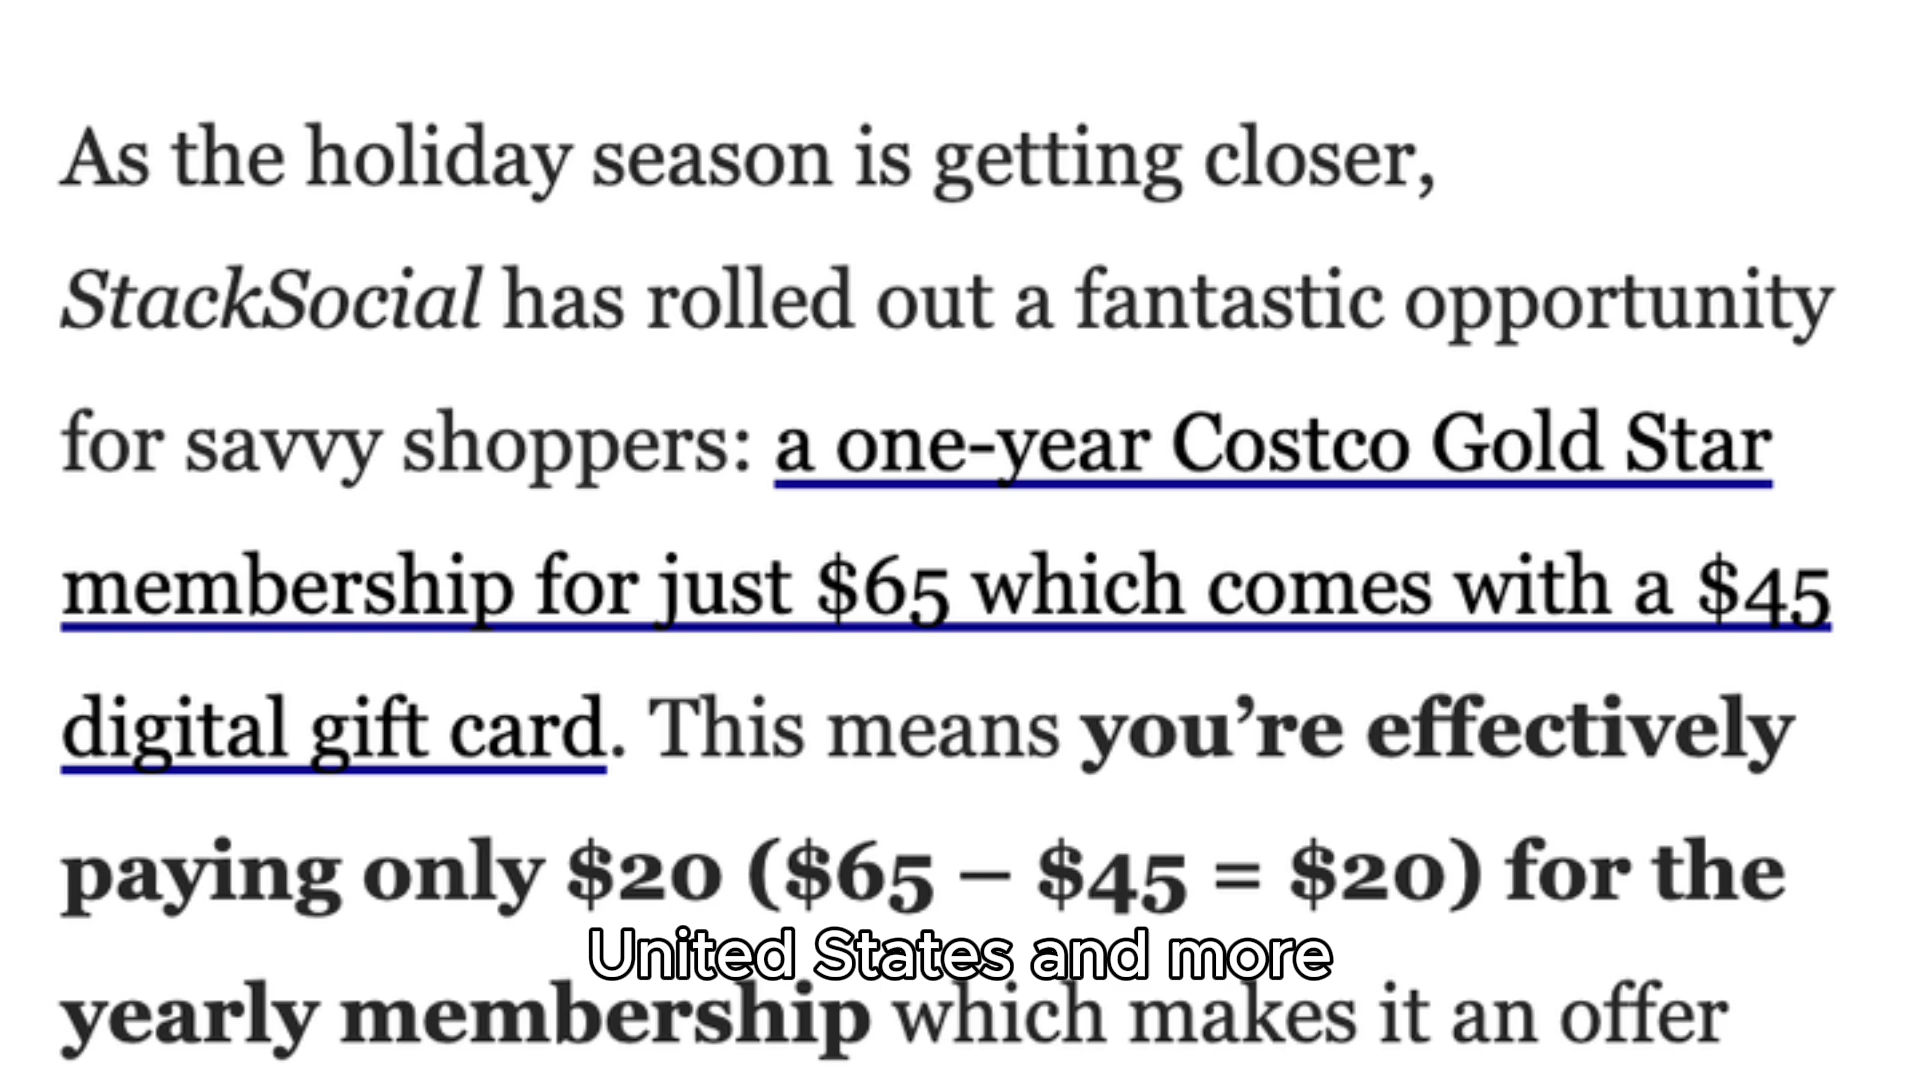 As the holiday season is getting closer,
StackSocial has rolled out a fantastic opportunity
for savvy shoppers: a one-year Costco Gold Star
membership for just $65 which comes with a $45
digital gift card. This means you’re effectively
paying only $20 ($65 – $45 = $20) for the
United States and more
yearly membership which makes it an offer